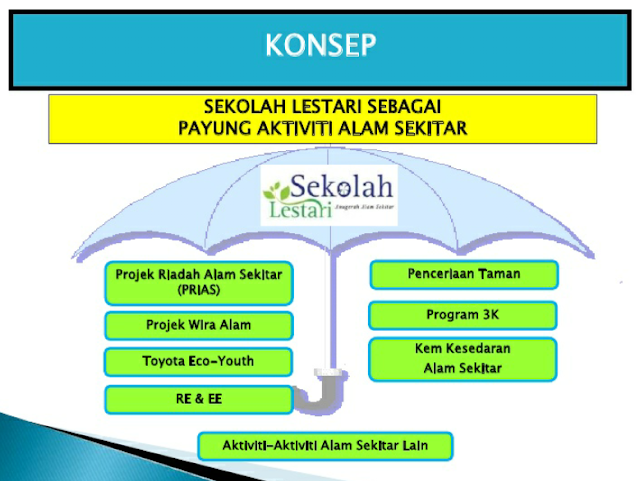 KONSEP
SEKOLAH LESTARI SEBAGAI
PAYUNG AKTIVITI ALAM SEKITAR
Sekolah
Lestari Anugerah Alam Sekitar
Projek Riadah Alam Sekitar
(PRIAS)
Projek Wira Alam
Toyota Eco-Youth
RE & EE
Penceriaan Taman
Program 3K
Kem Kesedaran
Alam Sekitar
Aktiviti-Aktiviti Alam Sekitar Lain